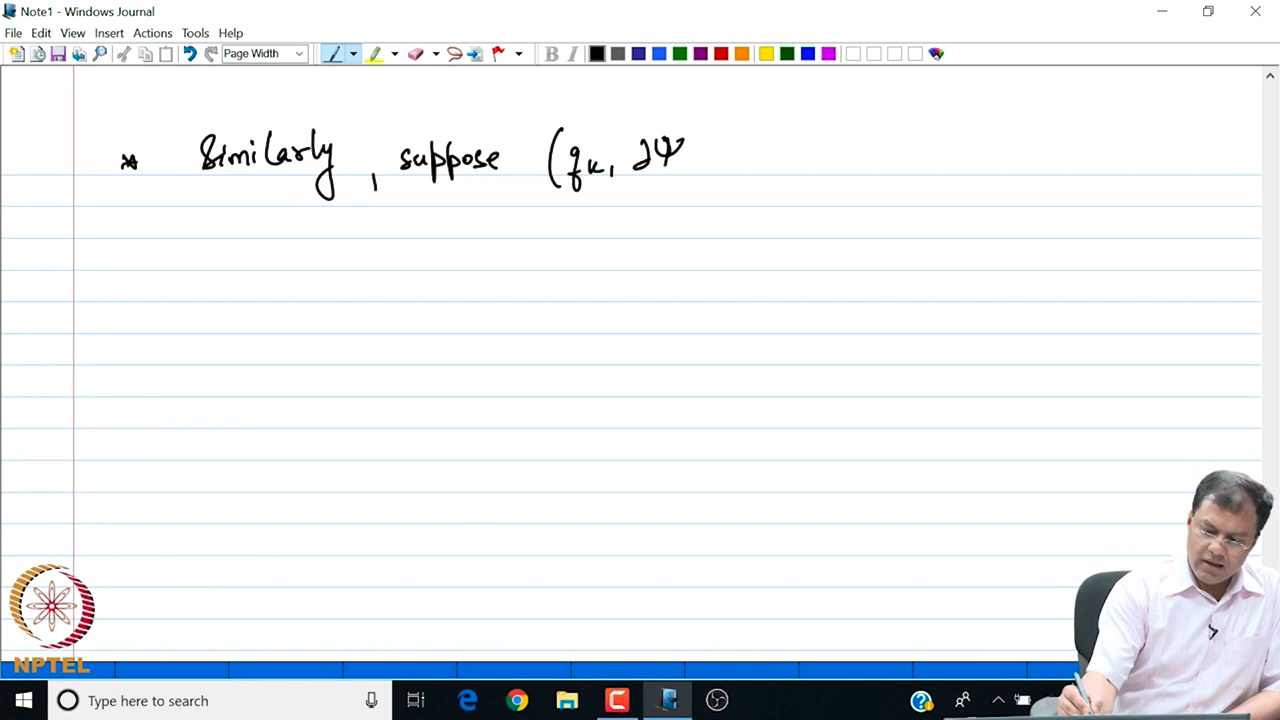 Note1 - Windows Journal
File Edit View Insert Actions Tools Help
Page Width
B I
* Similarly, suppose (qκ, ∂Ψ
NPTEL
Type here to search